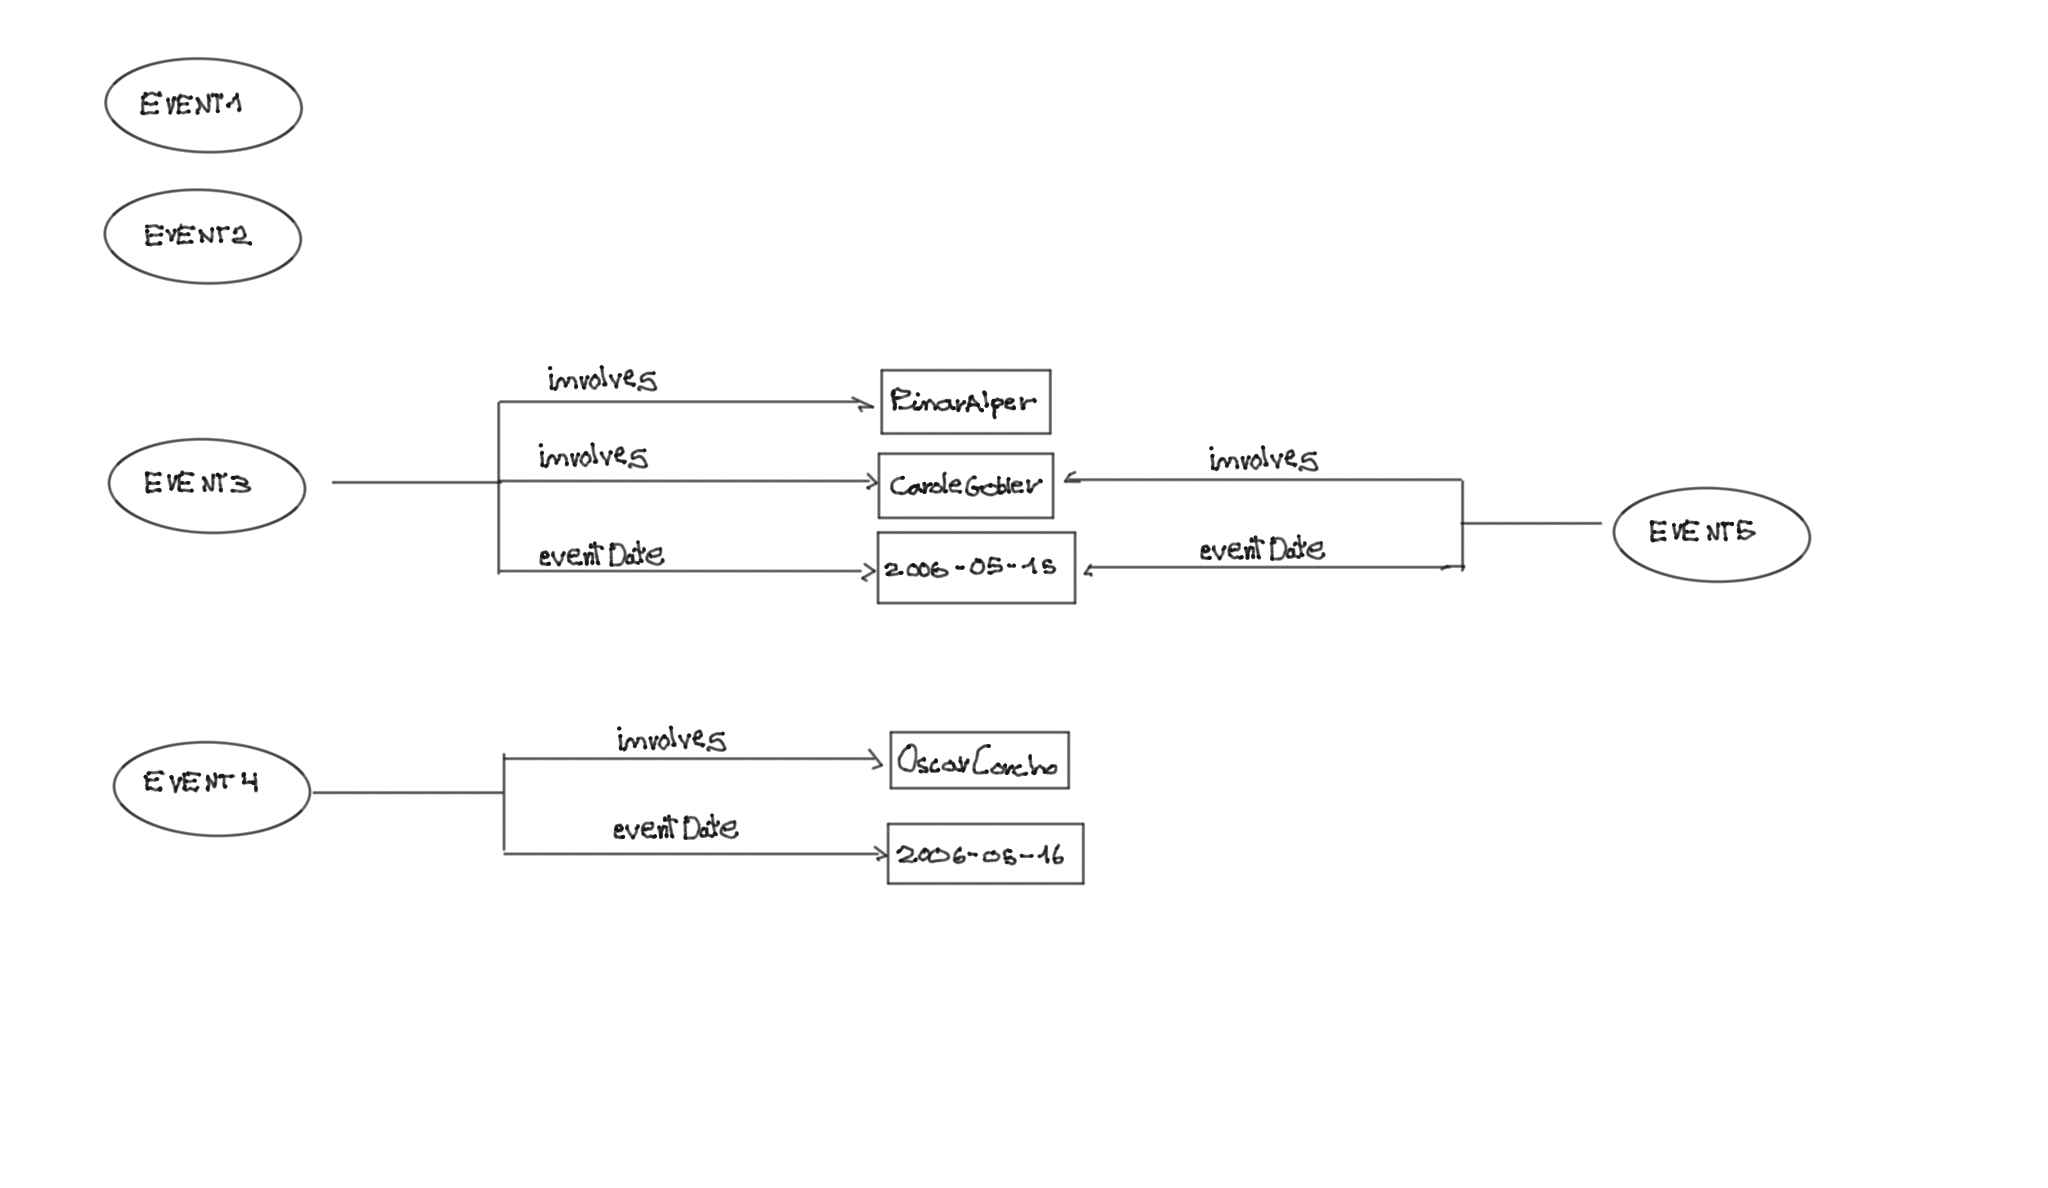 EVENT1
EVENT2
involves
PinarAlper
involves
involves
EVENT3
CaroleGobler
EVENT5
eventDate
eventDate
2006-05-15
involves
OscarCorcho
EVENT4
eventDate
2006-05-16